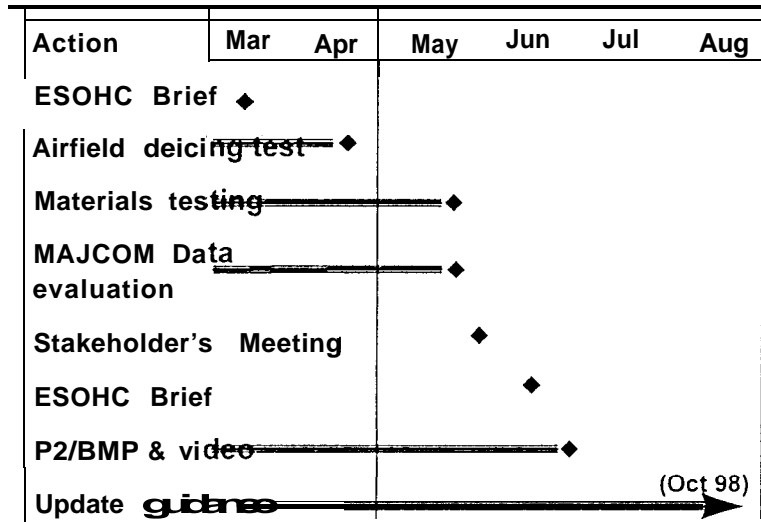 Action Mar Apr May Jun Jul Aug
ESOHC Brief
Airfield deicing test
Materials testing
MAJCOM Data
evaluation
Stakeholder's Meeting
ESOHC Brief
P2/BMP & video
(Oct 98)
Update guidance